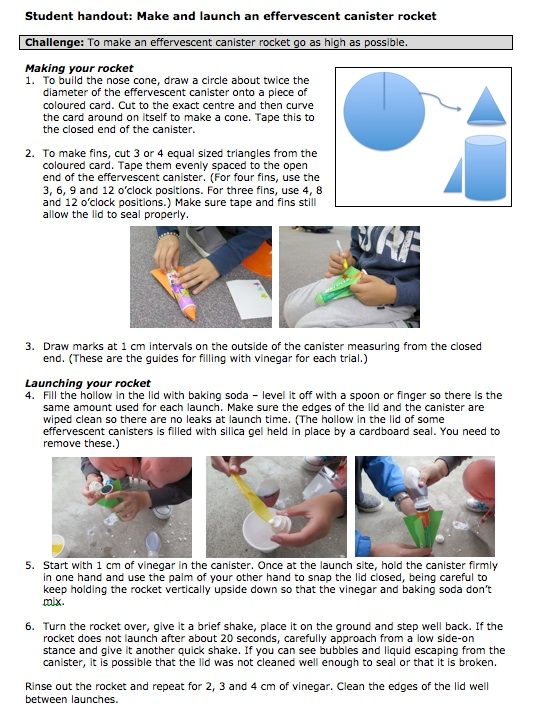 Student handout: Make and launch an effervescent canister rocket
Challenge: To make an effervescent canister rocket go as high as possible.
Making your rocket
1. To build the nose cone, draw a circle about twice the
diameter of the effervescent canister onto a piece of
coloured card. Cut to the exact centre and then curve
the card around on itself to make a cone. Tape this to
the closed end of the canister.
2. To make fins, cut 3 or 4 equal sized triangles from the
coloured card. Tape them evenly spaced to the open
end of the effervescent canister. (For four fins, use the
3, 6, 9 and 12 o’clock positions. For three fins, use 4, 8
and 12 o’clock positions.) Make sure tape and fins still
allow the lid to seal properly.
3. Draw marks at 1 cm intervals on the outside of the canister measuring from the closed
end. (These are the guides for filling with vinegar for each trial.)
Launching your rocket
4. Fill the hollow in the lid with baking soda – level it off with a spoon or finger so there is the
same amount used for each launch. Make sure the edges of the lid and the canister are
wiped clean so there are no leaks at launch time. (The hollow in the lid of some
effervescent canisters is filled with silica gel held in place by a cardboard seal. You need to
remove these.)
5. Start with 1 cm of vinegar in the canister. Once at the launch site, hold the canister firmly
in one hand and use the palm of your other hand to snap the lid closed, being careful to
keep holding the rocket vertically upside down so that the vinegar and baking soda don’t
mix.
6. Turn the rocket over, give it a brief shake, place it on the ground and step well back. If the
rocket does not launch after about 20 seconds, carefully approach from a low side-on
stance and give it another quick shake. If you can see bubbles and liquid escaping from the
canister, it is possible that the lid was not cleaned well enough to seal or that it is broken.
Rinse out the rocket and repeat for 2, 3 and 4 cm of vinegar. Clean the edges of the lid well
between launches.